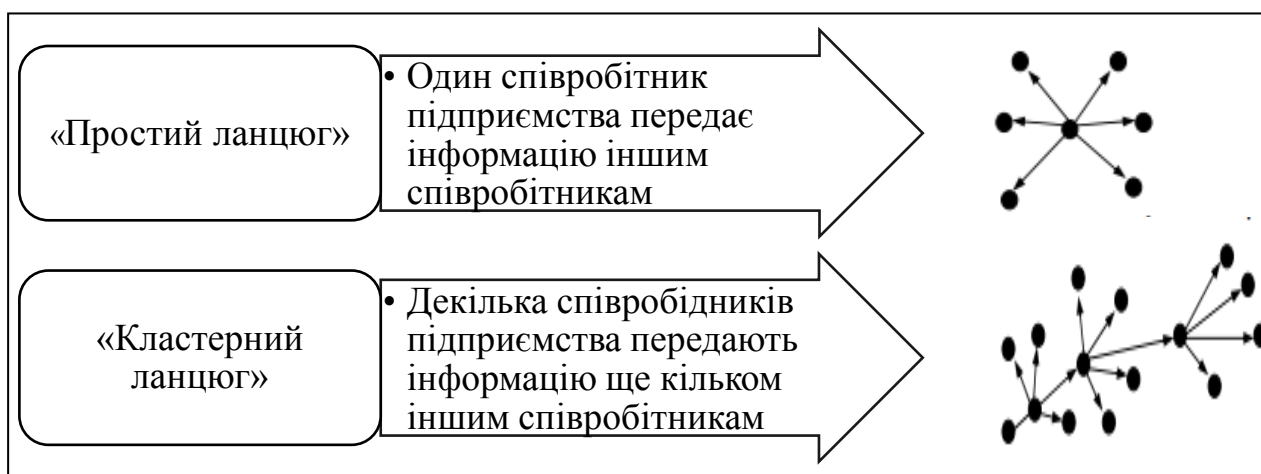 «Простий ланцюг»
• Один співробітник
підприємства передає
інформацію іншим
співробітникам
«Кластерний
ланцюг»
• Декілька співробідників
підприємства передають
інформацію ще кільком
іншим співробітникам